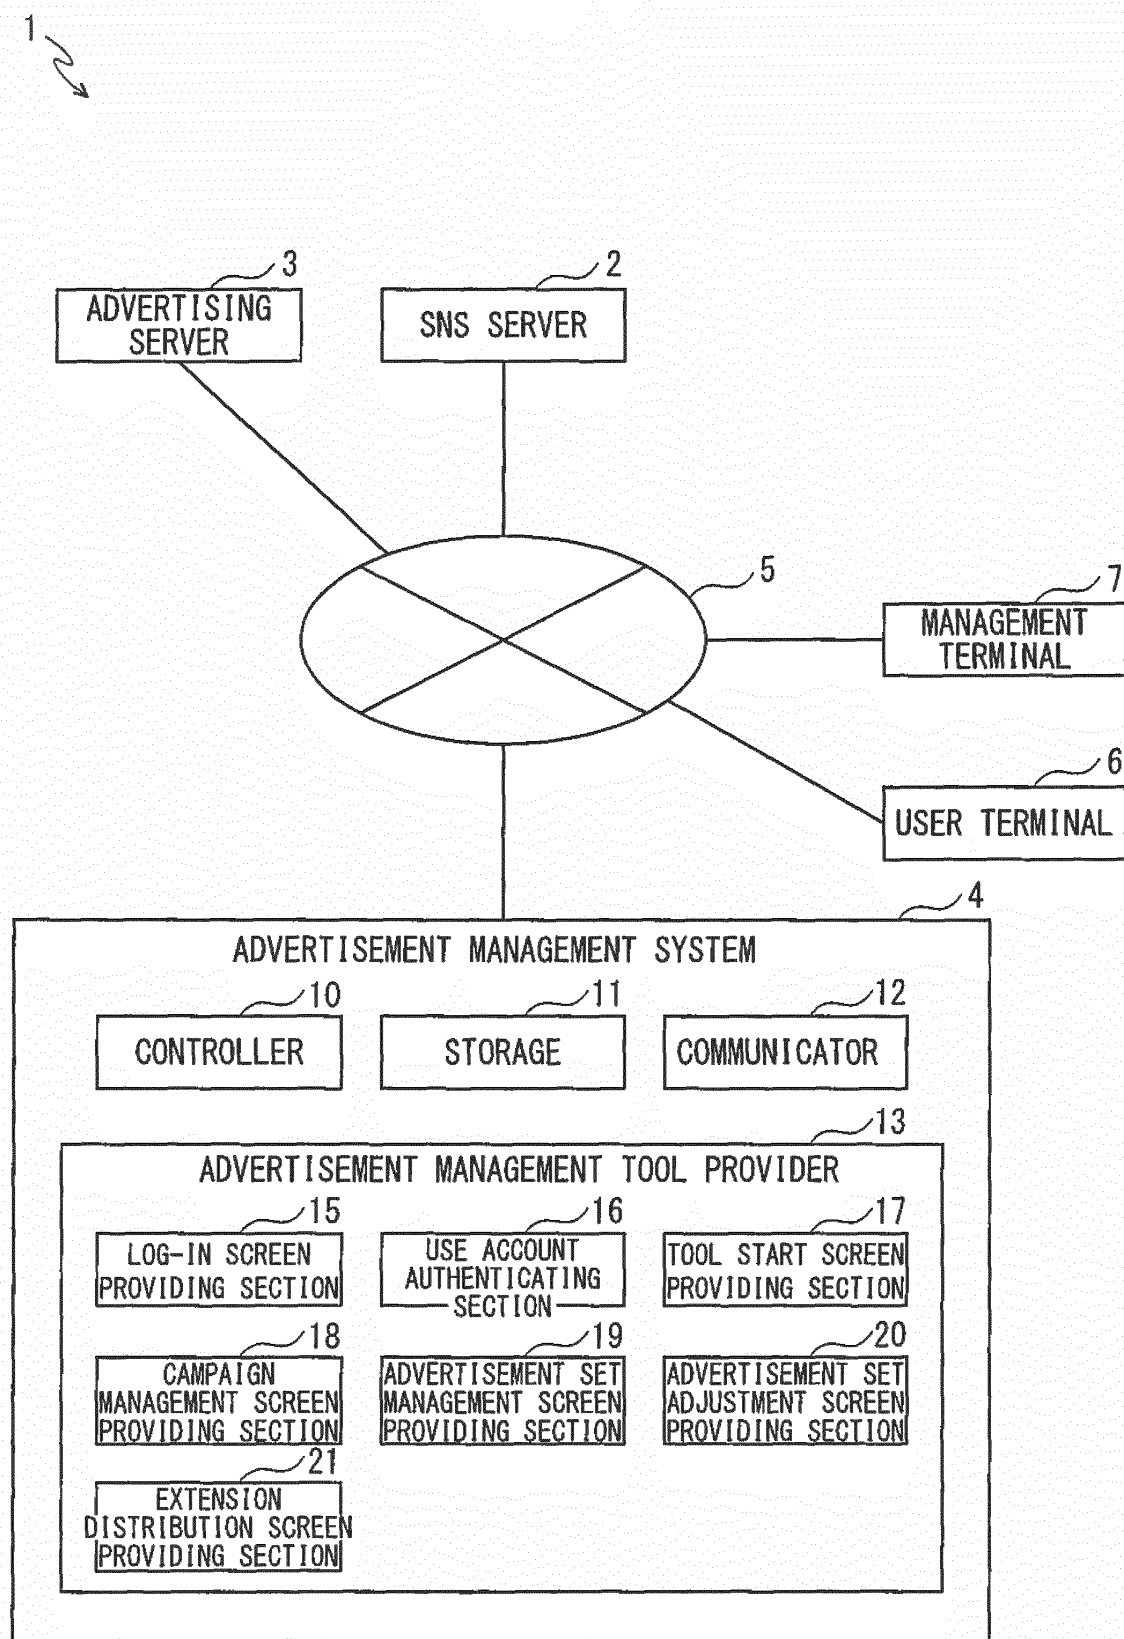 1
3
2
ADVERTISING
SERVER
SNS SERVER
5
7
MANAGEMENT
TERMINAL
6
USER TERMINAL
4
ADVERTISEMENT MANAGEMENT SYSTEM
10
11
12
CONTROLLER
STORAGE
COMMUNICATOR
13
ADVERTISEMENT MANAGEMENT TOOL PROVIDER
15
16
17
LOG-IN SCREEN
PROVIDING SECTION
USE ACCOUNT
AUTHENTICATING
SECTION
TOOL START SCREEN
PROVIDING SECTION
18
19
20
CAMPAIGN
MANAGEMENT SCREEN
PROVIDING SECTION
ADVERTISEMENT SET
MANAGEMENT SCREEN
PROVIDING SECTION
ADVERTISEMENT SET
ADJUSTMENT SCREEN
PROVIDING SECTION
21
EXTENSION
DISTRIBUTION SCREEN
PROVIDING SECTION